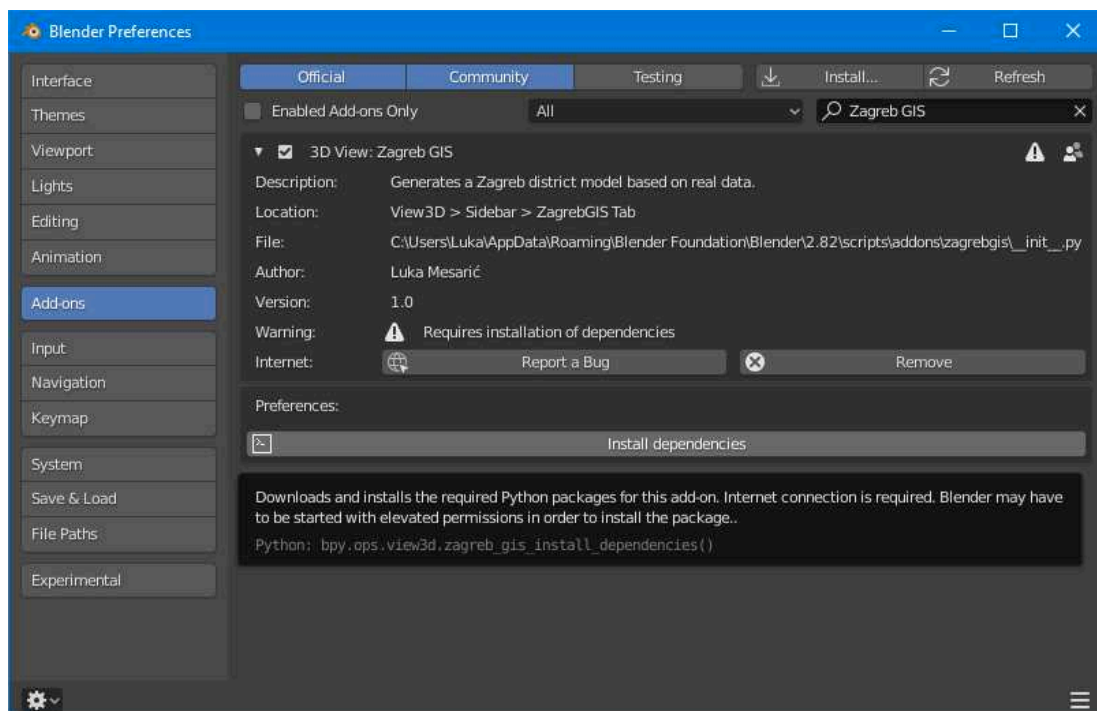 Blender Preferences
Interface
Themes
Viewport
Lights
Editing
Animation
Add-ons
Input
Navigation
Keymap
System
Save & Load
File Paths
Experimental
Official Community Testing Install... Refresh
Enabled Add-ons Only All Zagreb GIS
3D View: Zagreb GIS
Description: Generates a Zagreb district model based on real data.
Location: View3D > Sidebar > ZagrebGIS Tab
File: C:\Users\Luka\AppData\Roaming\Blender Foundation\Blender\2.82\scripts\addons\zagrebgis\__init__.py
Author: Luka Mesarić
Version: 1.0
Warning: Requires installation of dependencies
Internet: Report a Bug Remove
Preferences:
Install dependencies
Downloads and installs the required Python packages for this add-on. Internet connection is required. Blender may have
to be started with elevated permissions in order to install the package..
Python: bpy.ops.view3d.zagreb_gis_install_dependencies()